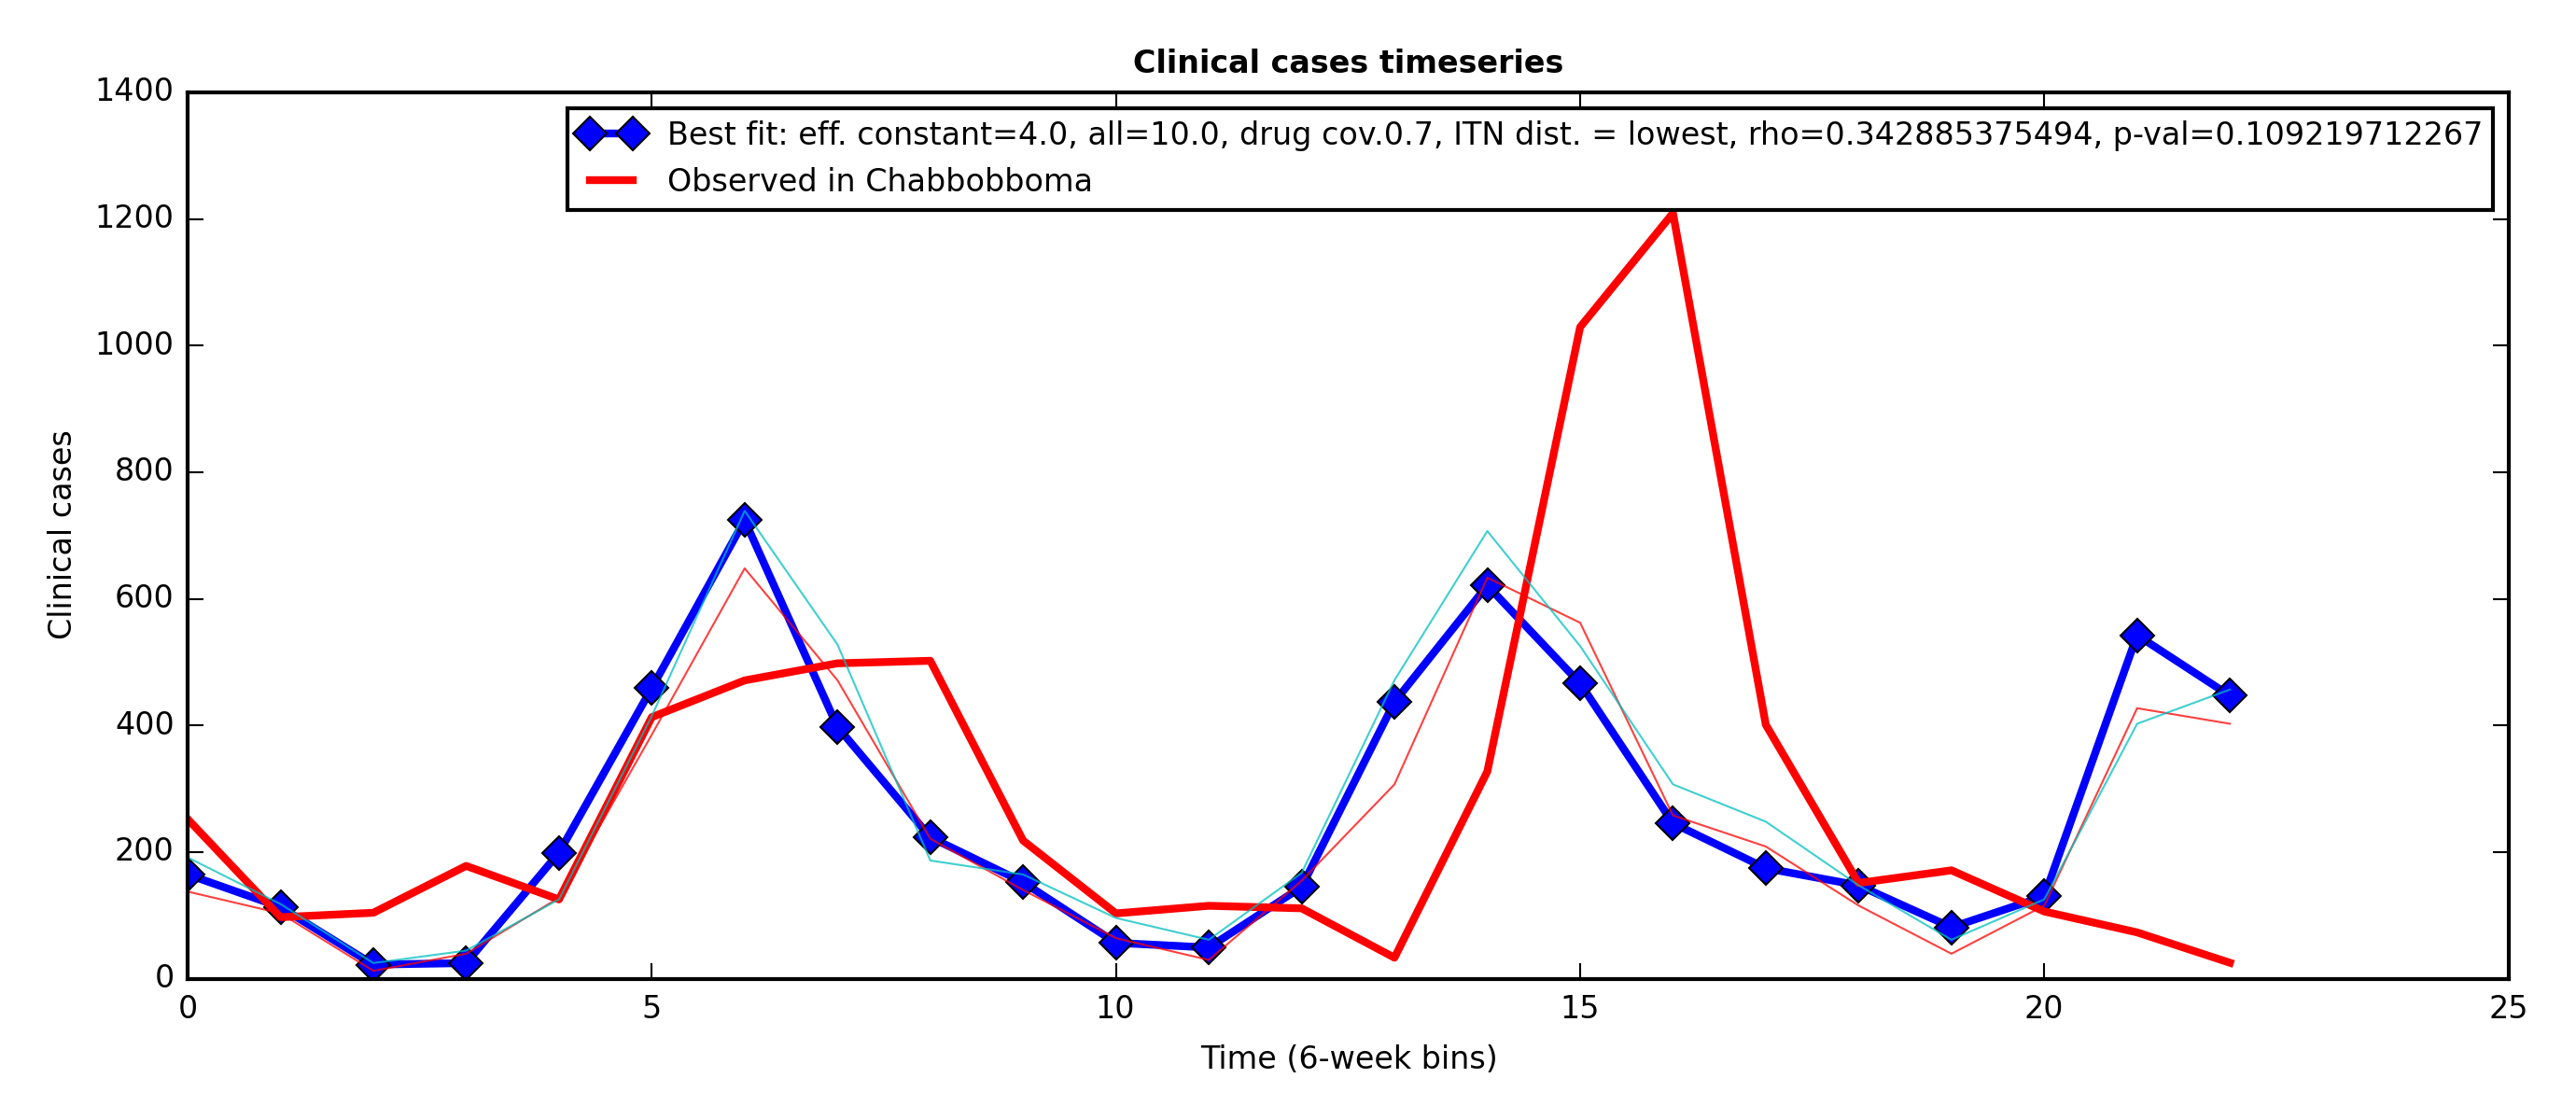 Clinical cases timeseries
1400
1200
1000
800
600
400
200
0
Clinical cases
Best fit: eff. constant=4.0, all=10.0, drug cov.0.7, ITN dist. = lowest, rho=0.342885375494, p-val=0.109219712267
Observed in Chabbobboma
0 5 10 15 20 25
Time (6-week bins)